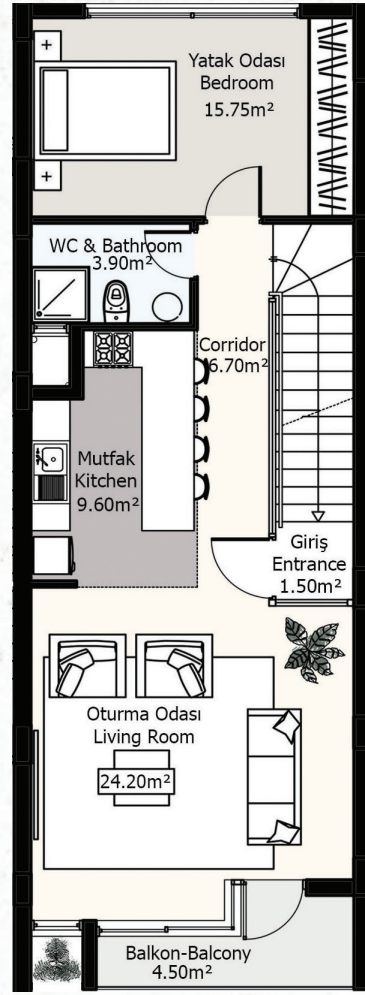 Yatak Odası
Bedroom
15.75m²
WC & Bathroom
3.90m²
Corridor
6.70m²
Mutfak
Kitchen
9.60m²
Giriş
Entrance
1.50m²
Oturma Odası
Living Room
24.20m²
Balkon-Balcony
4.50m²